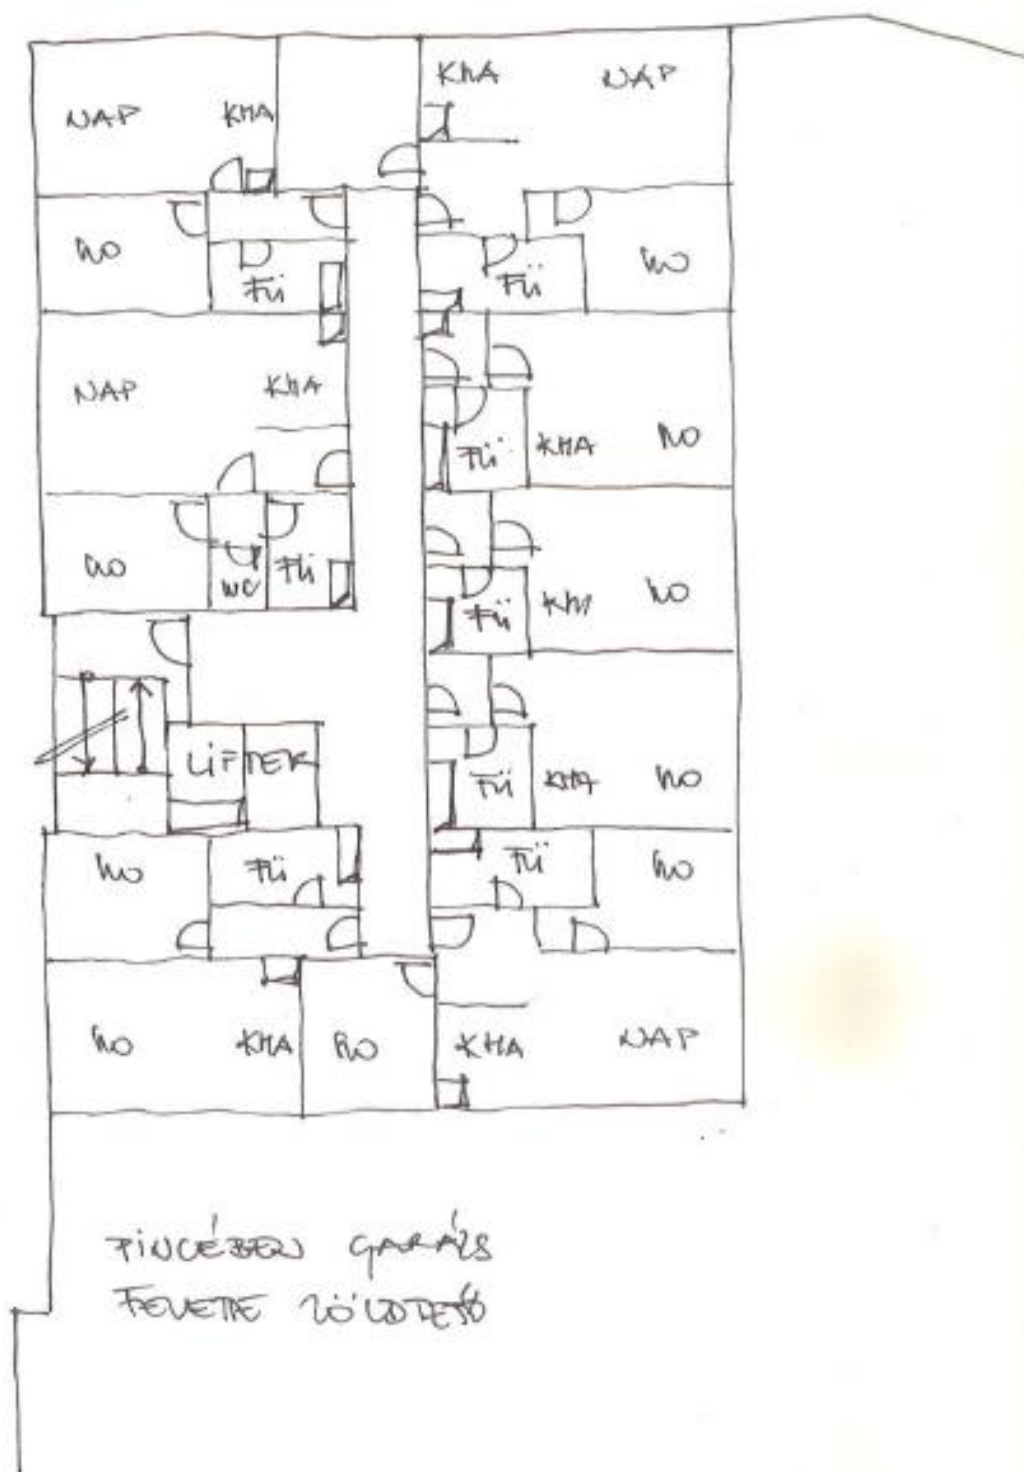 KHA NAP
NAP KHA
ho ho
Fü Fü
NAP KHA
Fü KHA ho
ho WC Fü
Fü KHA ho
LIFTEK
Fü KHA ho
ho Fü Fü ho
ho KHA ho KHA NAP
PINCÉBEN GARÁZS
FELETTE ZÖLDTETŐ